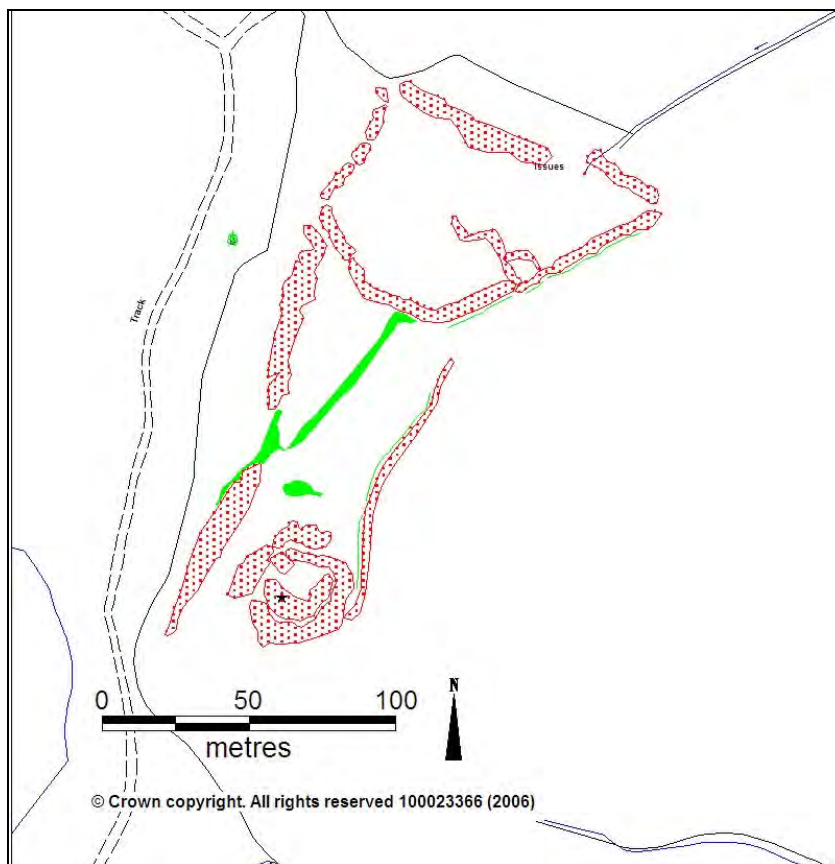 Issues
Track
N
0 50 100
metres
© Crown copyright. All rights reserved 100023366 (2006)